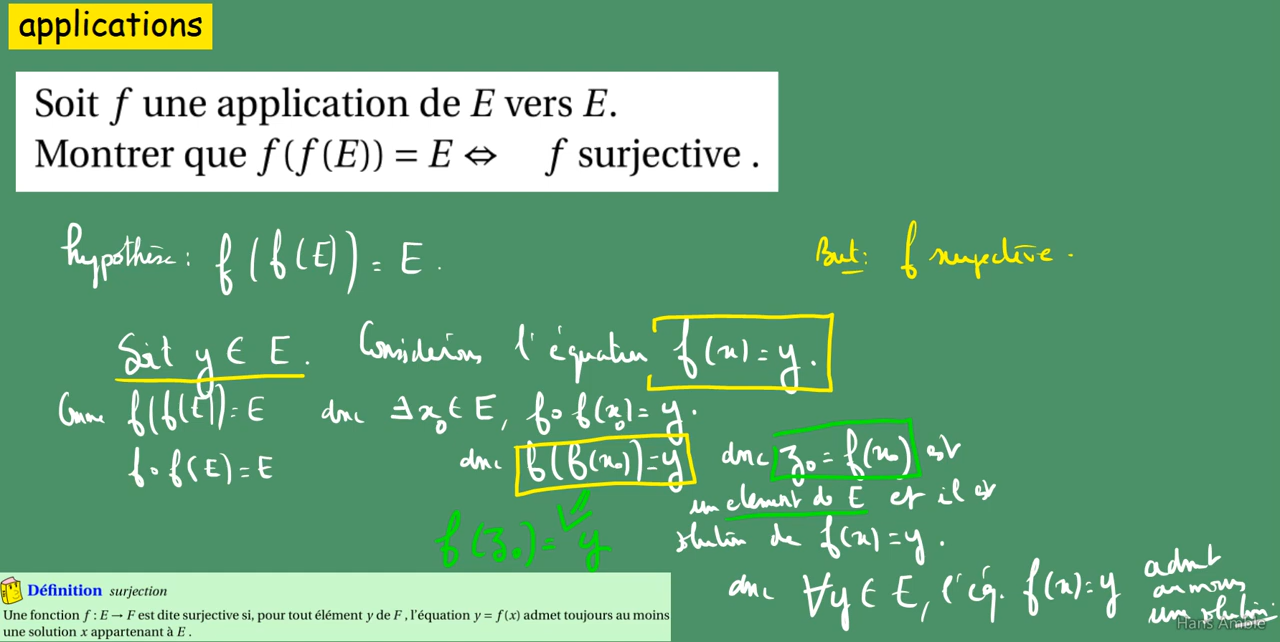 applications
Soit f une application de E vers E.
Montrer que f(f(E)) = E ⇔ f surjective .
hypothèse : f(f(E)) = E .
But : f surjective .
Soit y ∈ E . Considérons l'équation f(x) = y .
Comme f(f(E)) = E donc ∃ x₀ ∈ E, f∘f(x₀) = y .
f∘f(E) = E donc f(f(x₀)) = y donc z₀ = f(x₀) est
un element de E et il est
f(z₀) = y solution de f(x) = y .
donc ∀y ∈ E, l'éq. f(x) = y admet
au moins
une solution.
Définition surjection
Une fonction f : E → F est dite surjective si, pour tout élément y de F , l'équation y = f(x) admet toujours au moins
une solution x appartenant à E .
Hans Amble